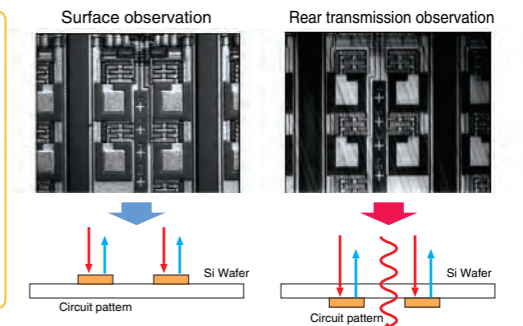 Surface observation
Rear transmission observation
Si Wafer
Circuit pattern
Si Wafer
Circuit pattern